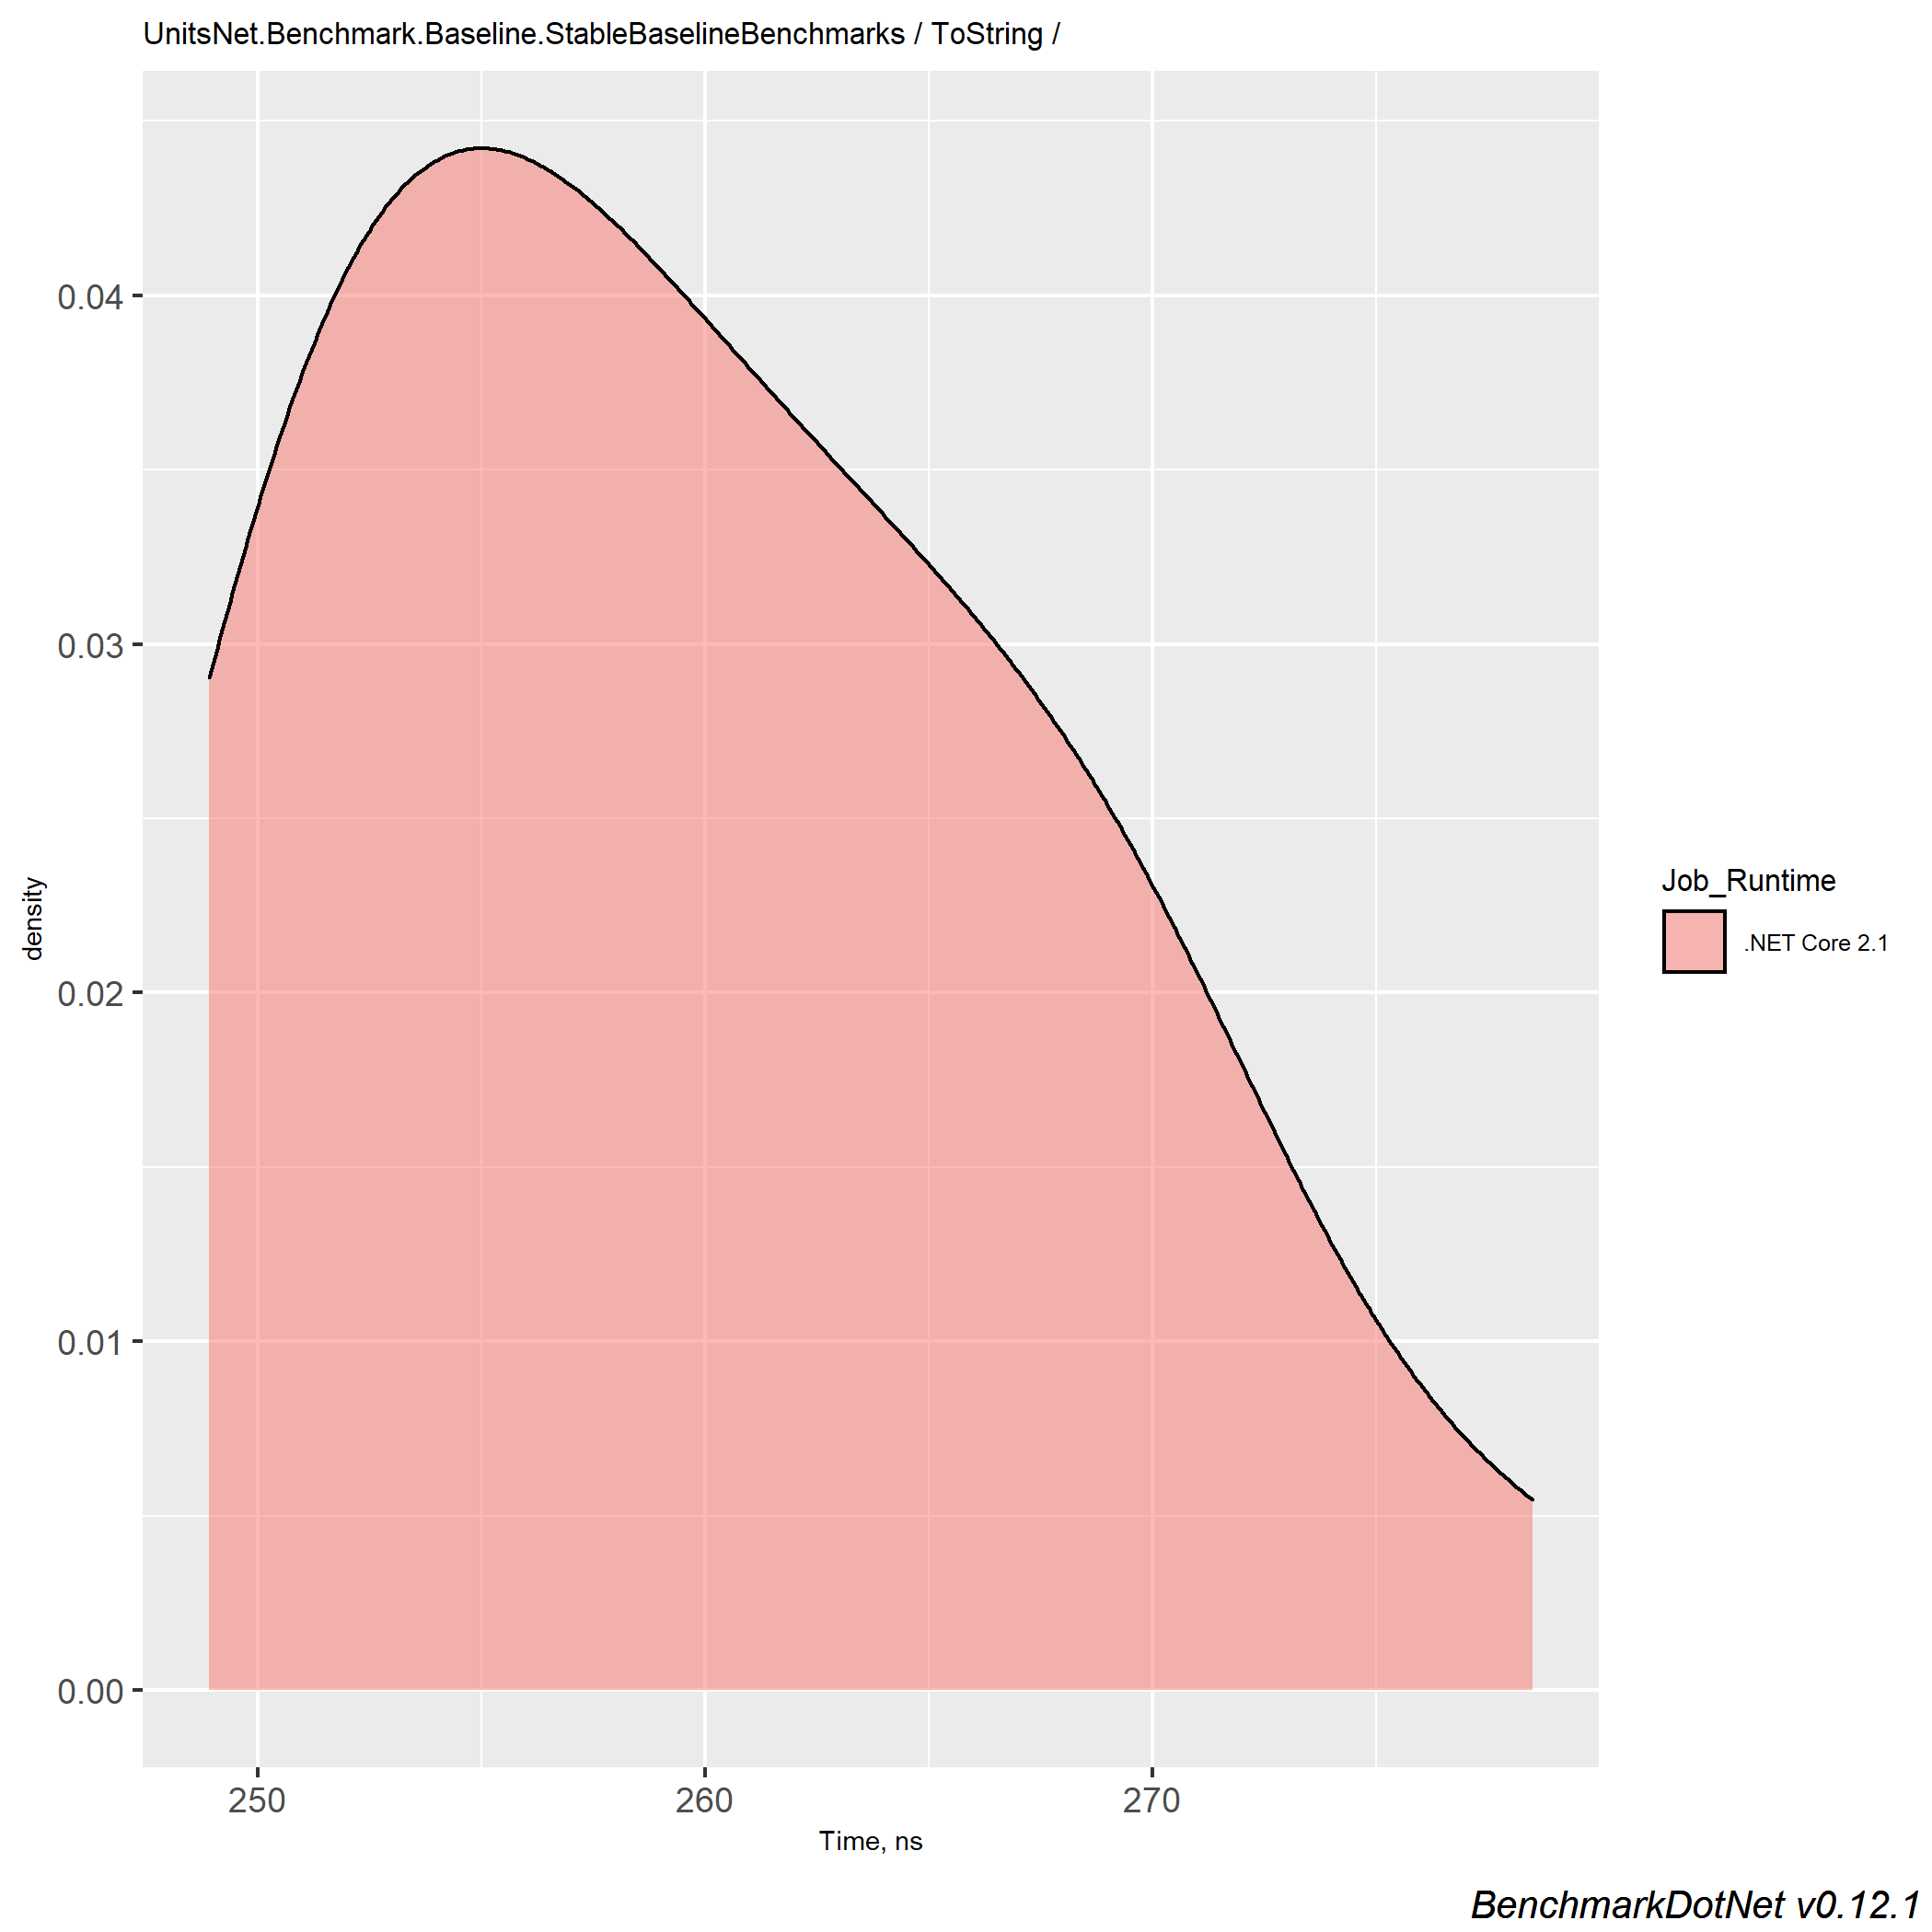 UnitsNet.Benchmark.Baseline.StableBaselineBenchmarks / ToString /
0.04
0.03
0.02
0.01
0.00
density
250 260 270
Time, ns
Job_Runtime
.NET Core 2.1
BenchmarkDotNet v0.12.1